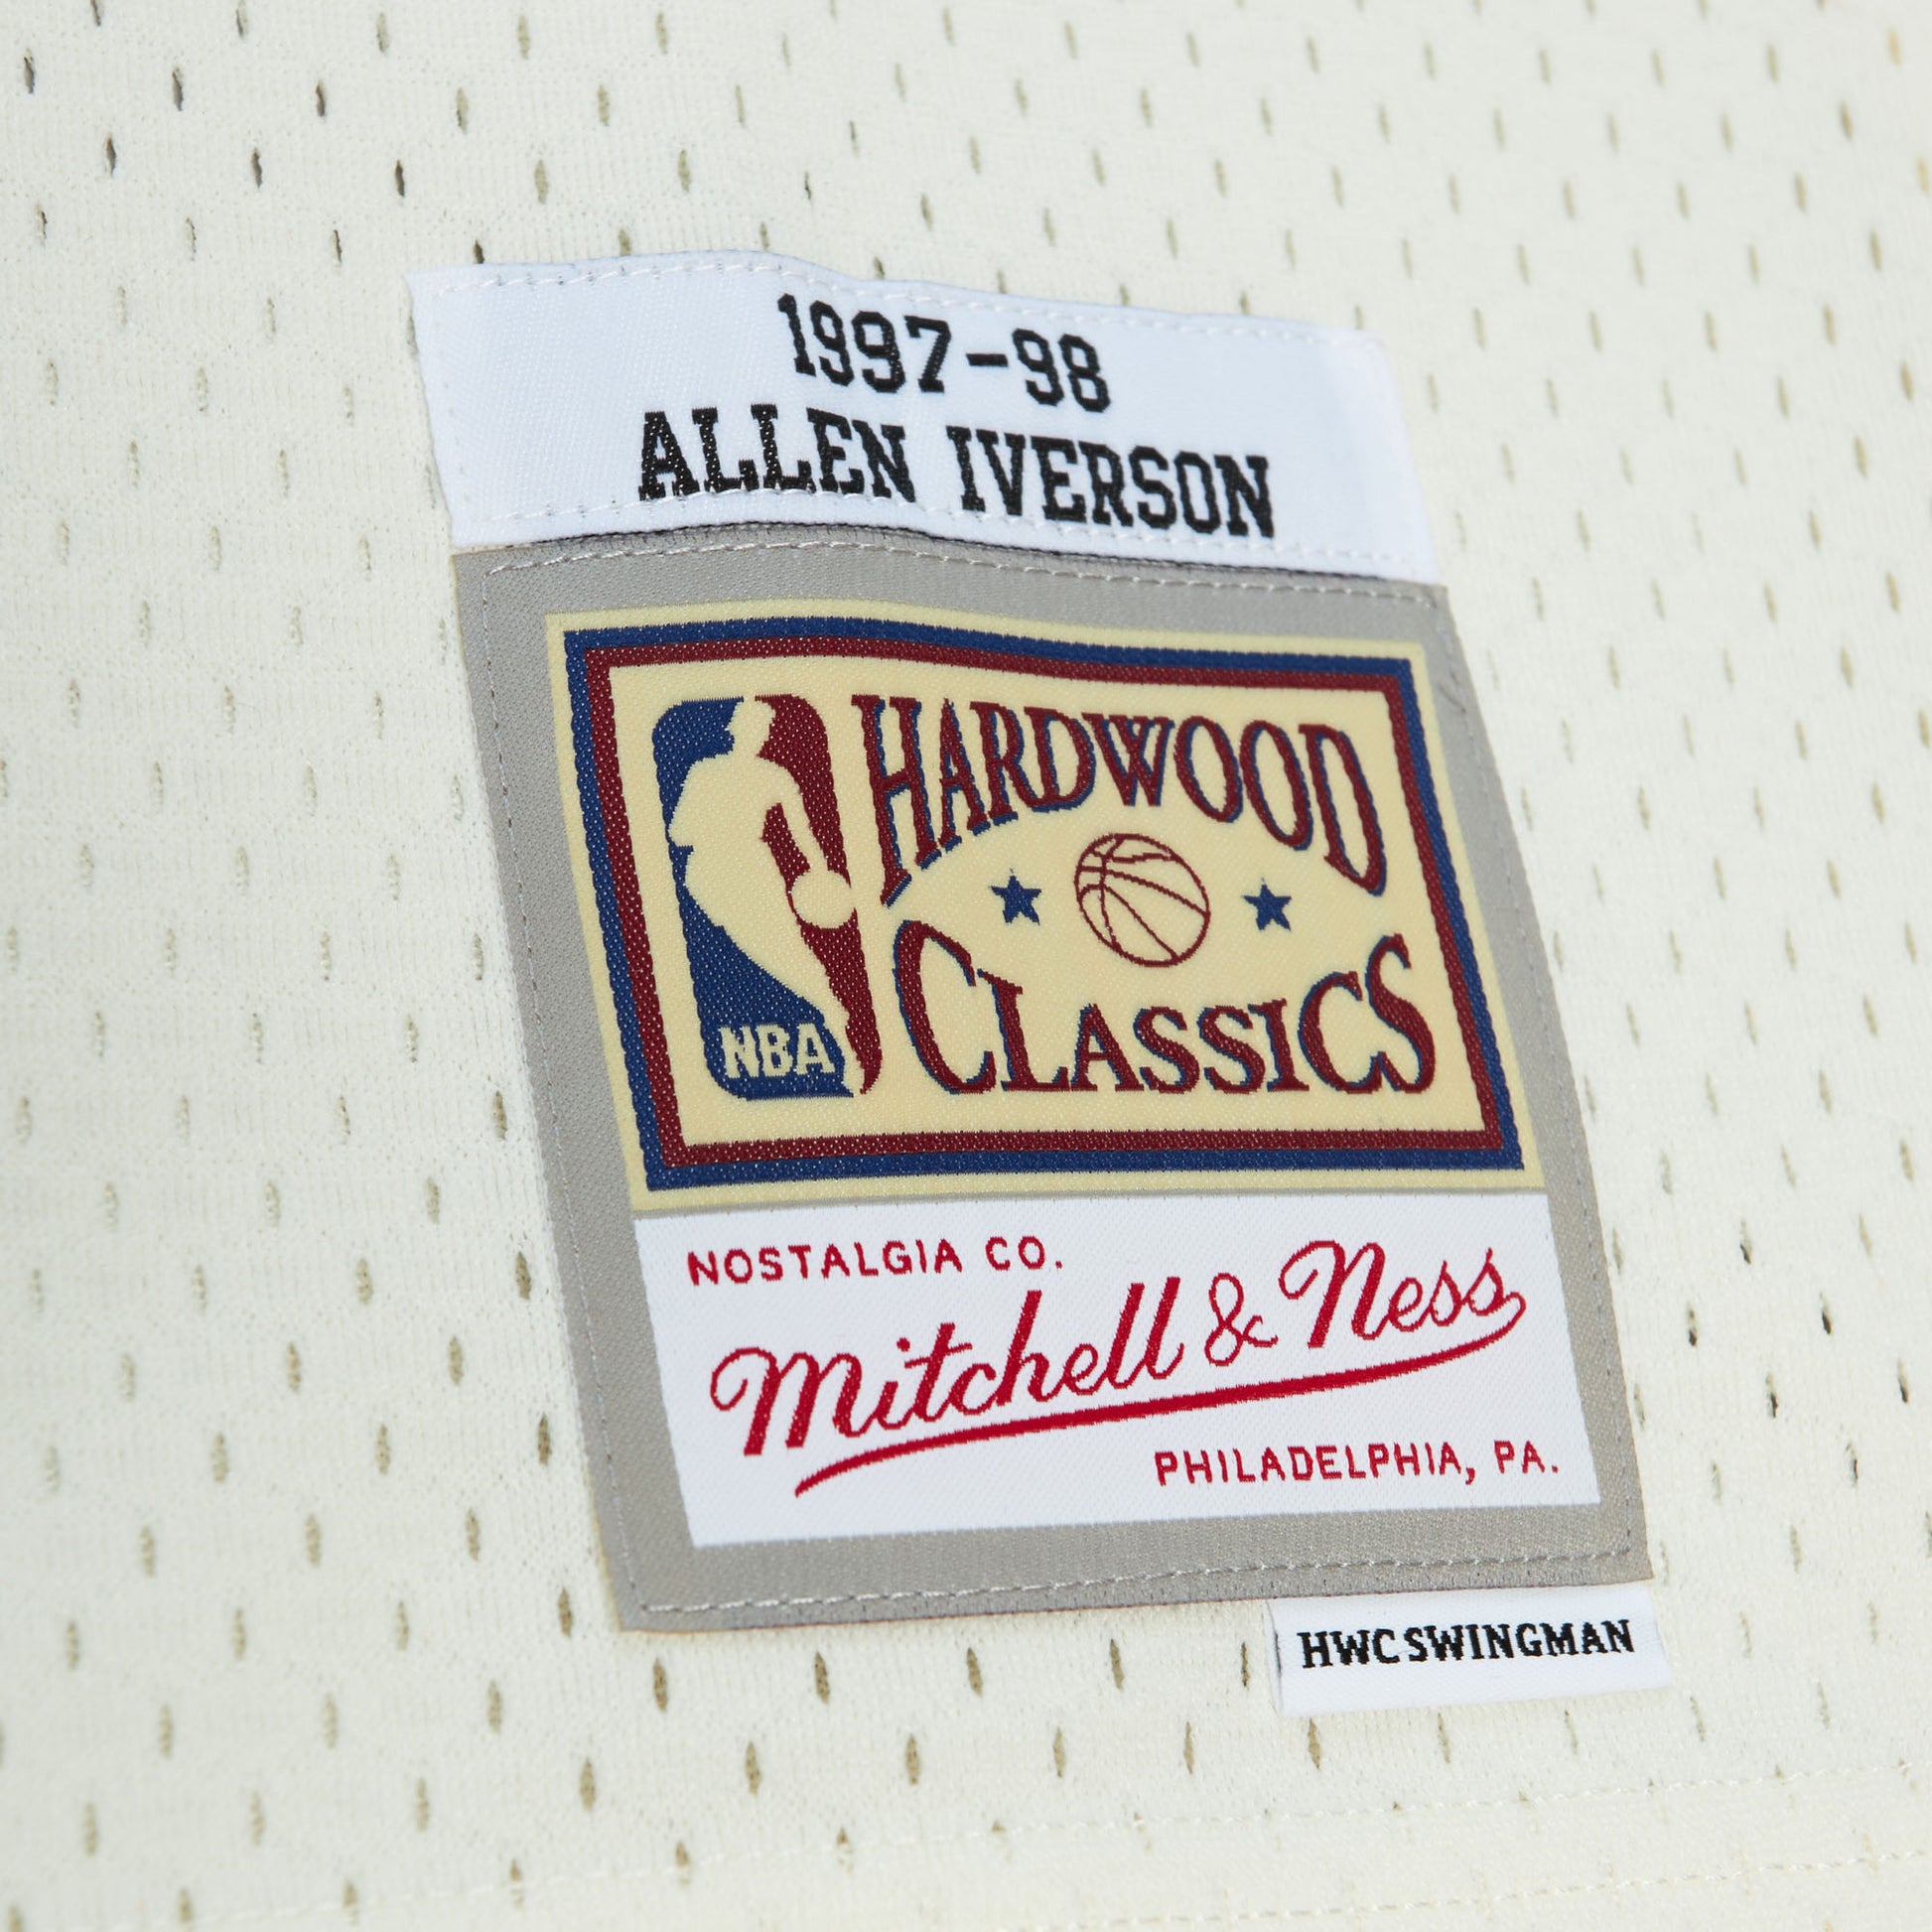 1997-98
ALLEN IVERSON
HARDWOOD
CLASSICS
NBA
NOSTALGIA CO.
Mitchell & Ness
PHILADELPHIA, PA.
HWC SWINGMAN